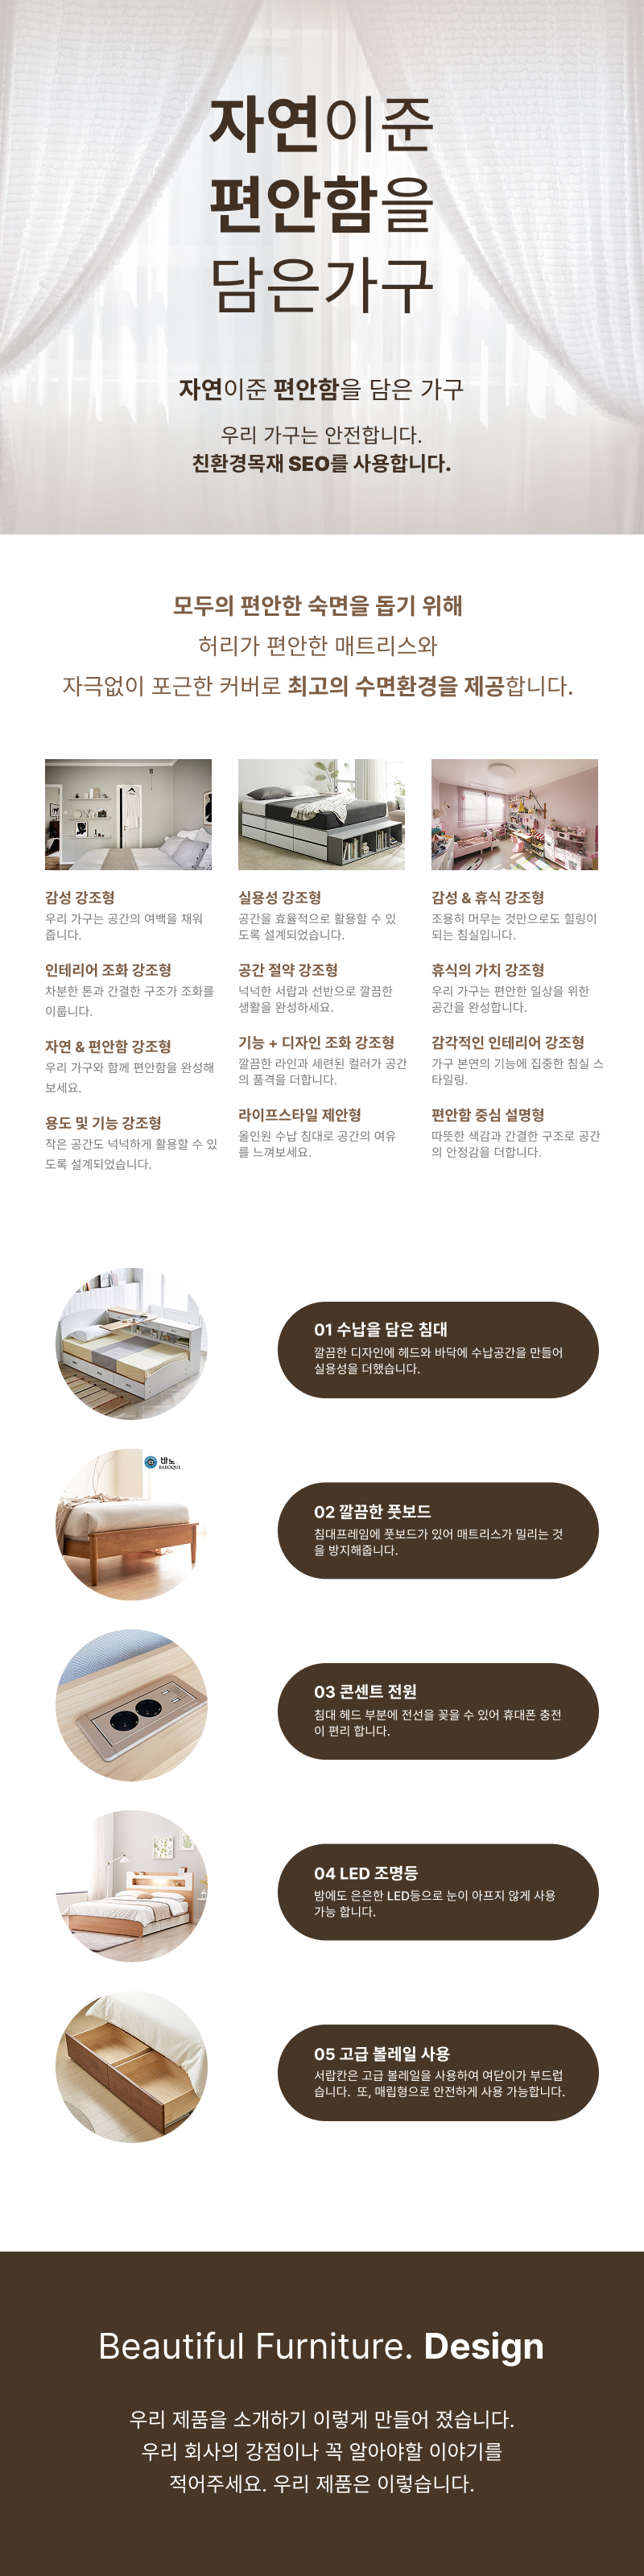 자연이준
편안함을
담은가구
자연이준 편안함을 담은 가구
우리 가구는 안전합니다.
친환경목재 SEO를 사용합니다.
모두의 편안한 숙면을 돕기 위해
허리가 편안한 매트리스와
자극없이 포근한 커버로 최고의 수면환경을 제공합니다.
감성 강조형
우리 가구는 공간의 여백을 채워
줍니다.
인테리어 조화 강조형
차분한 톤과 간결한 구조가 조화를
이룹니다.
자연 & 편안함 강조형
우리 가구와 함께 편안함을 완성해
보세요.
용도 및 기능 강조형
작은 공간도 넉넉하게 활용할 수 있
도록 설계되었습니다.
실용성 강조형
공간을 효율적으로 활용할 수 있
도록 설계되었습니다.
공간 절약 강조형
넉넉한 서랍과 선반으로 깔끔한
생활을 완성하세요.
기능 + 디자인 조화 강조형
깔끔한 라인과 세련된 컬러가 공간
의 품격을 더합니다.
라이프스타일 제안형
올인원 수납 침대로 공간의 여유
를 느껴보세요.
감성 & 휴식 강조형
조용히 머무는 것만으로도 힐링이
되는 침실입니다.
휴식의 가치 강조형
우리 가구는 편안한 일상을 위한
공간을 완성합니다.
감각적인 인테리어 강조형
가구 본연의 기능에 집중한 침실 스
타일링.
편안함 중심 설명형
따뜻한 색감과 간결한 구조로 공간
의 안정감을 더합니다.
01 수납을 담은 침대
깔끔한 디자인에 헤드와 바닥에 수납공간을 만들어
실용성을 더했습니다.
바노
BAROQUE
02 깔끔한 풋보드
침대프레임에 풋보드가 있어 매트리스가 밀리는 것
을 방지해줍니다.
03 콘센트 전원
침대 헤드 부분에 전선을 꽂을 수 있어 휴대폰 충전
이 편리 합니다.
04 LED 조명등
밤에도 은은한 LED등으로 눈이 아프지 않게 사용
가능 합니다.
05 고급 볼레일 사용
서랍칸은 고급 볼레일을 사용하여 여닫이가 부드럽
습니다. 또, 매립형으로 안전하게 사용 가능합니다.
Beautiful Furniture. Design
우리 제품을 소개하기 이렇게 만들어 졌습니다.
우리 회사의 강점이나 꼭 알아야할 이야기를
적어주세요. 우리 제품은 이렇습니다.